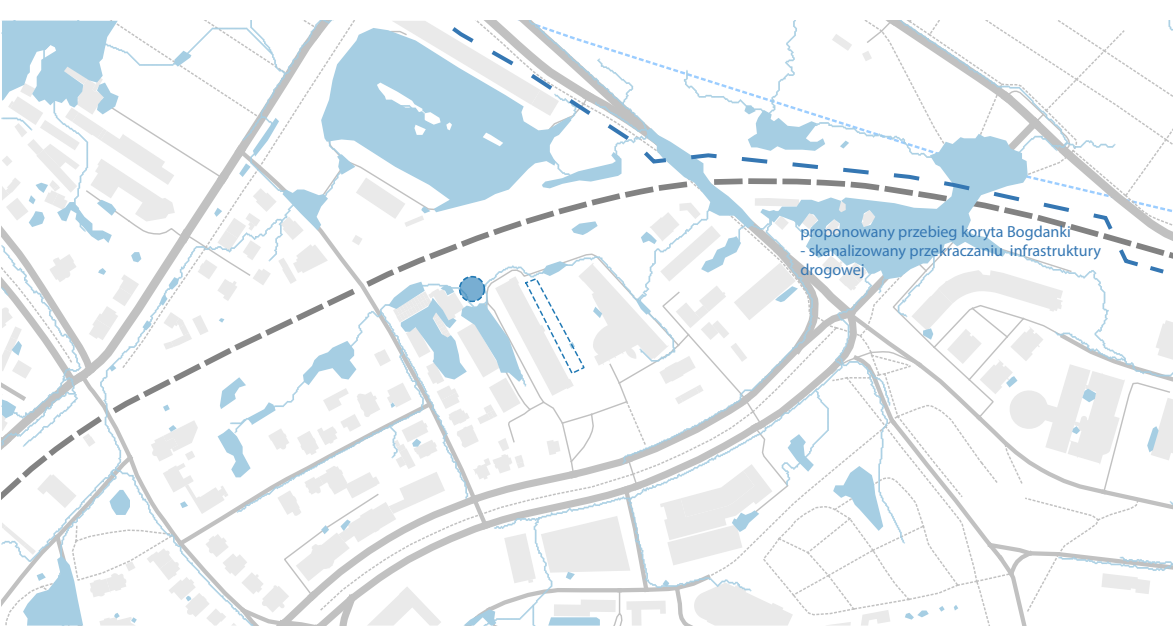 proponowany przebieg koryta Bogdanki
- skanalizowany przekraczaniu infrastruktury
drogowej